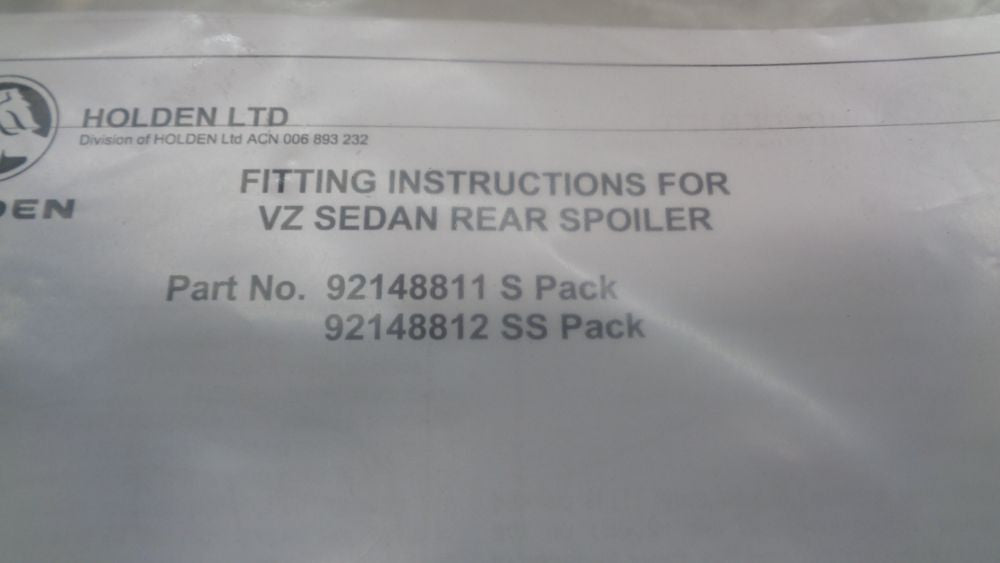 HOLDEN LTD
Division of HOLDEN Ltd ACN 006 893 232
DEN
FITTING INSTRUCTIONS FOR
VZ SEDAN REAR SPOILER
Part No. 92148811 S Pack
92148812 SS Pack